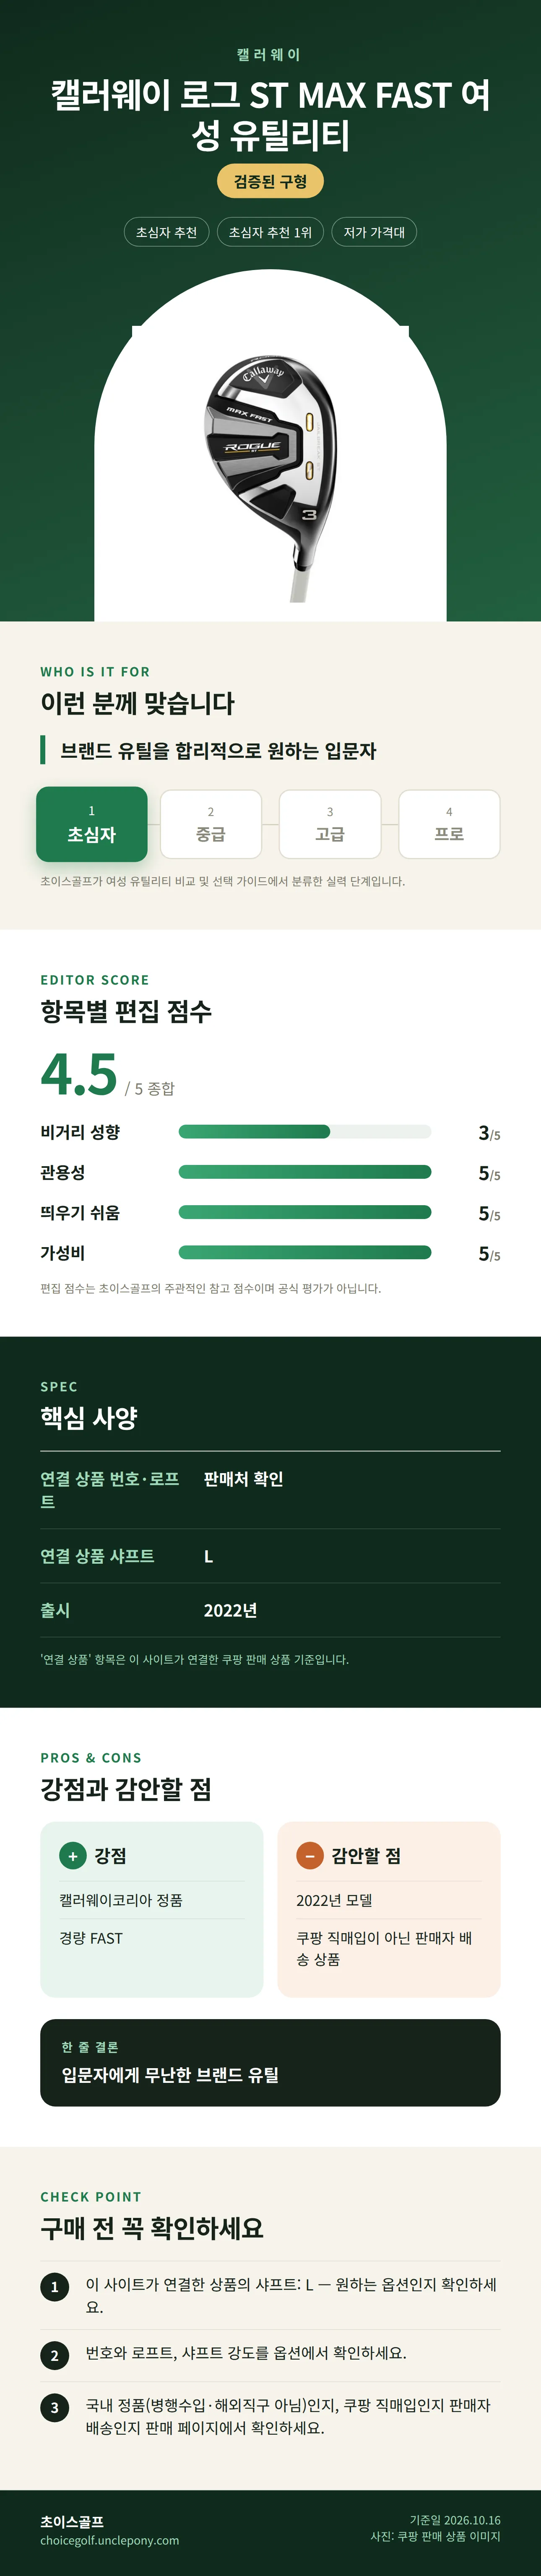 캘러웨이
캘러웨이 로그 ST MAX FAST 여
성 유틸리티
검증된 구형
초심자 추천
초심자 추천 1위
저가 가격대
Callaway
MAX FAST
ROGUE
ST
3
WHO IS IT FOR
이런 분께 맞습니다
브랜드 유틸을 합리적으로 원하는 입문자
1
초심자
2
중급
3
고급
4
프로
초이스골프가 여성 유틸리티 비교 및 선택 가이드에서 분류한 실력 단계입니다.
EDITOR SCORE
항목별 편집 점수
4.5 / 5 종합
비거리 성향 3/5
관용성 5/5
띄우기 쉬움 5/5
가성비 5/5
편집 점수는 초이스골프의 주관적인 참고 점수이며 공식 평가가 아닙니다.
SPEC
핵심 사양
연결 상품 번호·로프
트
판매처 확인
연결 상품 샤프트 L
출시 2022년
'연결 상품' 항목은 이 사이트가 연결한 쿠팡 판매 상품 기준입니다.
PROS & CONS
강점과 감안할 점
+ 강점
캘러웨이코리아 정품
경량 FAST
− 감안할 점
2022년 모델
쿠팡 직매입이 아닌 판매자 배
송 상품
한 줄 결론
입문자에게 무난한 브랜드 유틸
CHECK POINT
구매 전 꼭 확인하세요
1 이 사이트가 연결한 상품의 샤프트: L — 원하는 옵션인지 확인하세
요.
2 번호와 로프트, 샤프트 강도를 옵션에서 확인하세요.
3 국내 정품(병행수입·해외직구 아님)인지, 쿠팡 직매입인지 판매자
배송인지 판매 페이지에서 확인하세요.
초이스골프
choicegolf.unclepony.com
기준일 2026.10.16
사진: 쿠팡 판매 상품 이미지